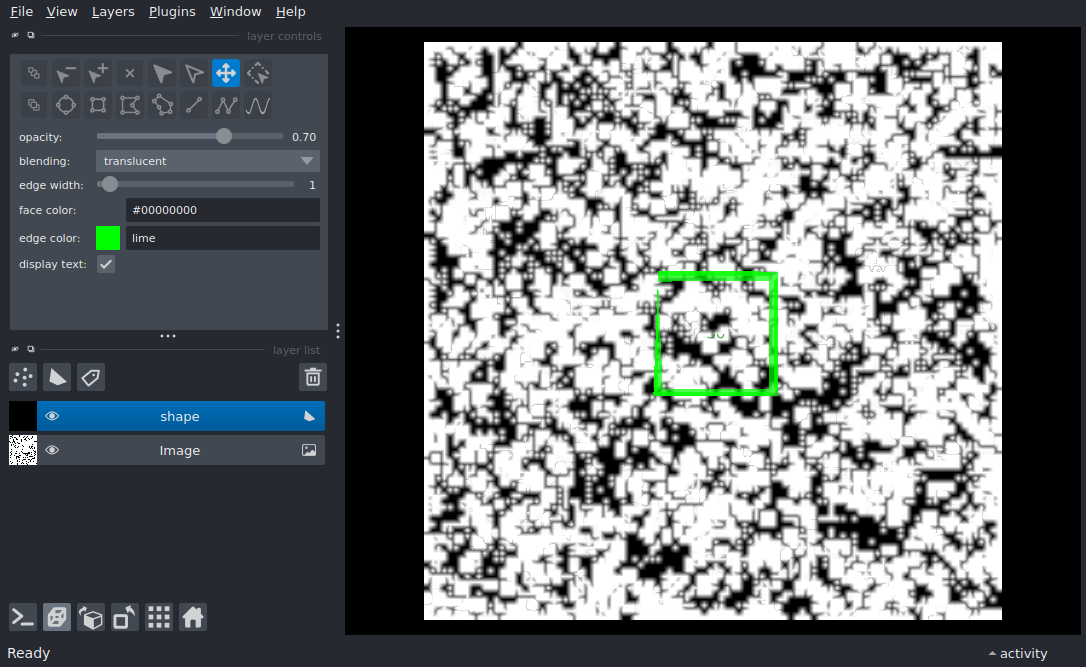 File View Layers Plugins Window Help
layer controls
opacity: 0.70
blending: translucent
edge width: 1
face color: #00000000
edge color: lime
display text:
layer list
shape
Image
Ready
activity